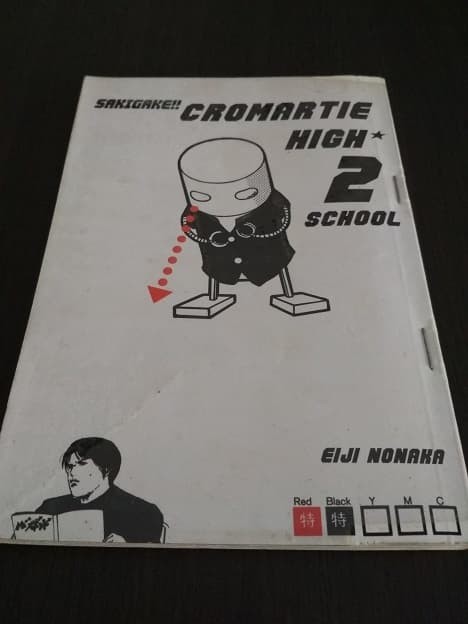 SAKIGAKE!! CROMARTIE
HIGH★
2
SCHOOL
EIJI NONAKA
Red Black Y M C
特 特